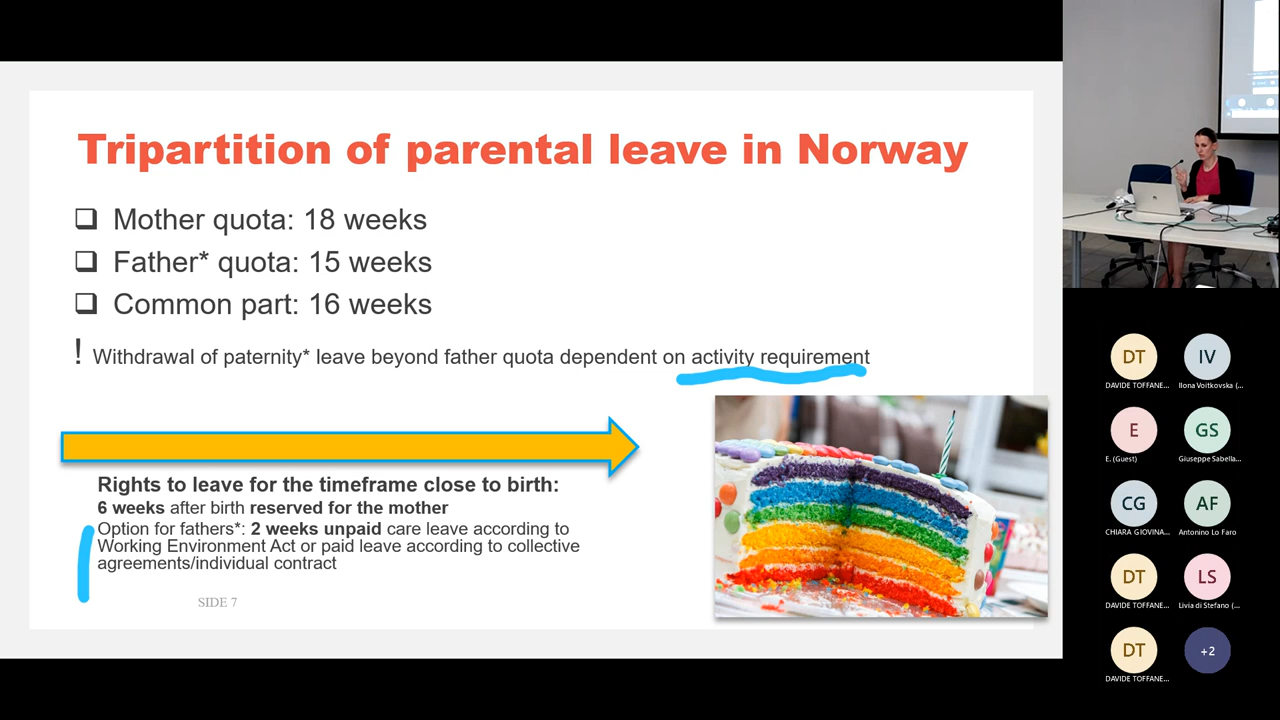 Tripartition of parental leave in Norway
❑ Mother quota: 18 weeks
❑ Father* quota: 15 weeks
❑ Common part: 16 weeks
! Withdrawal of paternity* leave beyond father quota dependent on activity requirement
Rights to leave for the timeframe close to birth:
6 weeks after birth reserved for the mother
Option for fathers*: 2 weeks unpaid care leave according to
Working Environment Act or paid leave according to collective
agreements/individual contract
SIDE 7
DT
DAVIDE TOFFANE...
IV
Ilona Voitkovska (...
E
E. (Guest)
GS
Giuseppe Sabella...
CG
CHIARA GIOVINA...
AF
Antonino Lo Faro
DT
DAVIDE TOFFANE...
LS
Livia di Stefano (...
DT
DAVIDE TOFFANE...
+2